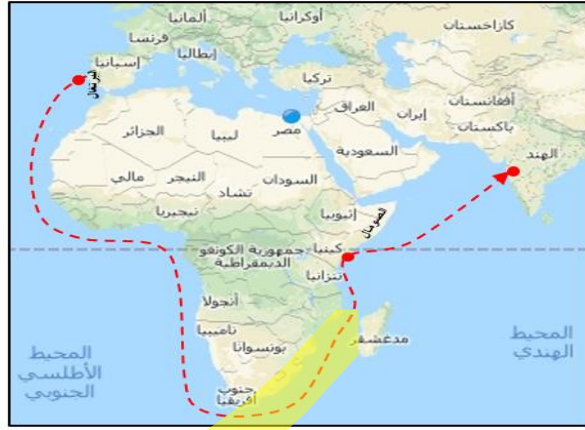 أوكرانيا
كازاخستان
ألمانيا
فرنسا
إيطاليا
إسبانيا
البرتغال
تركيا
أفغانستان
إيران
العراق
باكستان
الجزائر
ليبيا
مصر
السعودية
الهند
مالي
النيجر
تشاد
السودان
نيجيريا
إثيوبيا
الصومال
جمهورية الكونغو
الديمقراطية
كينيا
تنزانيا
أنجولا
ناميبيا
بوتسوانا
مدغشقر
جنوب
أفريقيا
المحيط
الأطلسي
الجنوبي
المحيط
الهندي